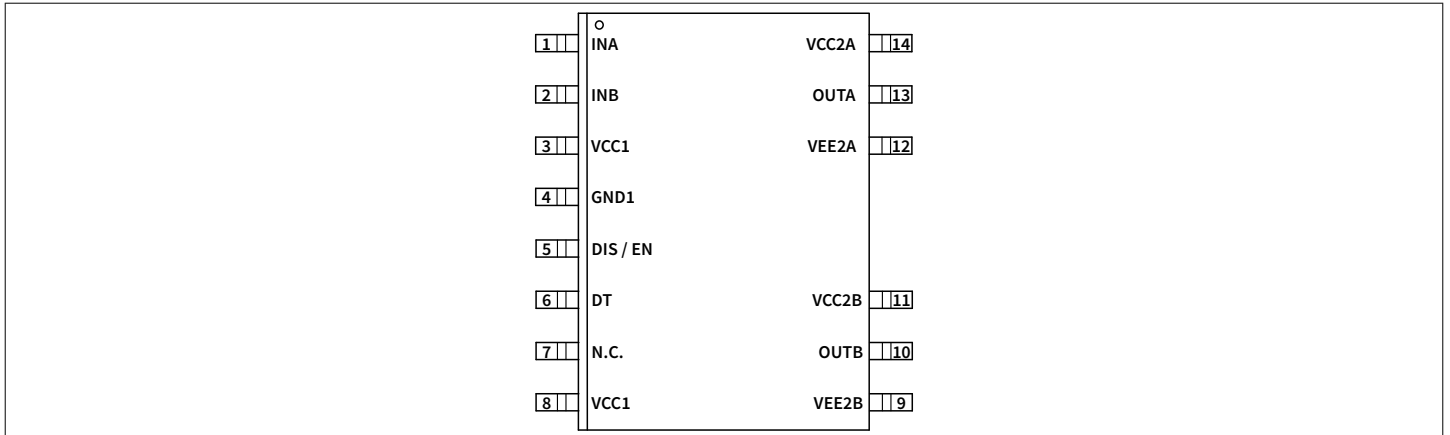 1 INA VCC2A 14
2 INB OUTA 13
3 VCC1 VEE2A 12
4 GND1
5 DIS / EN
6 DT VCC2B 11
7 N.C. OUTB 10
8 VCC1 VEE2B 9